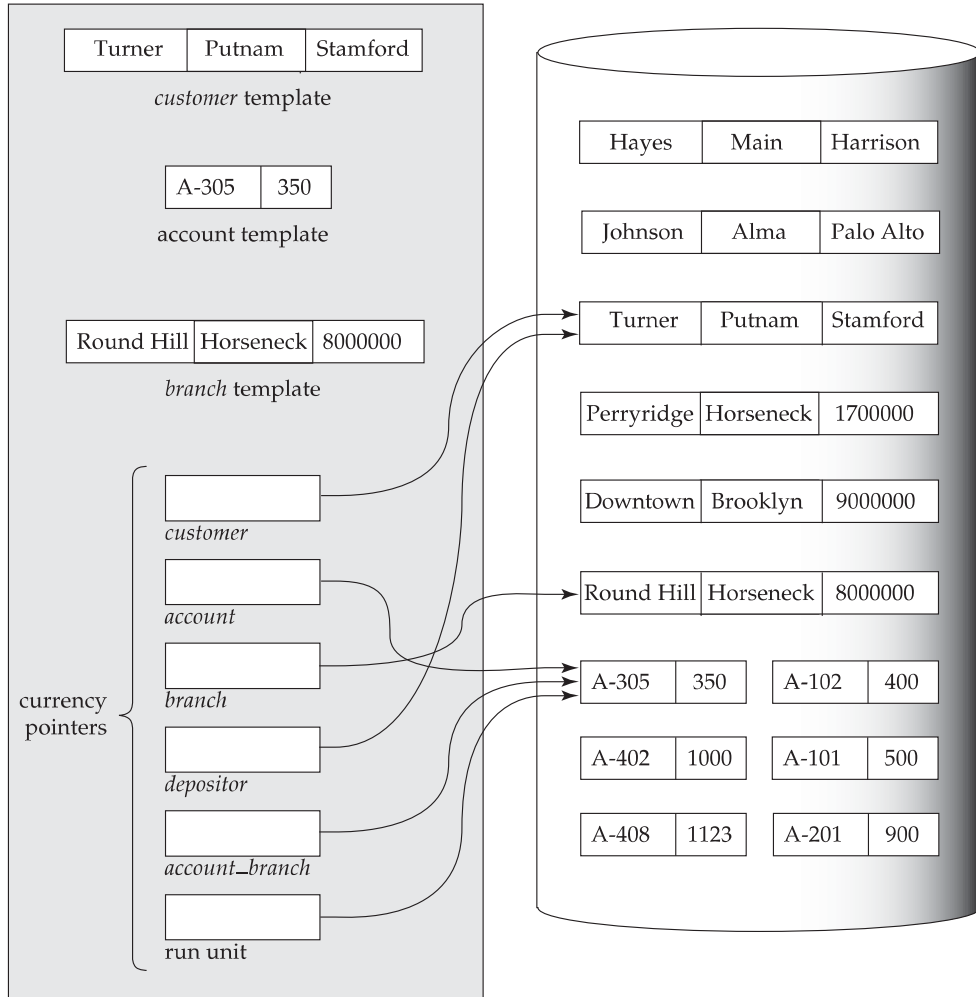 Turner Putnam Stamford
customer template
A-305 350
account template
Round Hill Horseneck 8000000
branch template
currency
pointers
customer
account
branch
depositor
account_branch
run unit
Hayes Main Harrison
Johnson Alma Palo Alto
Turner Putnam Stamford
Perryridge Horseneck 1700000
Downtown Brooklyn 9000000
Round Hill Horseneck 8000000
A-305 350 A-102 400
A-402 1000 A-101 500
A-408 1123 A-201 900